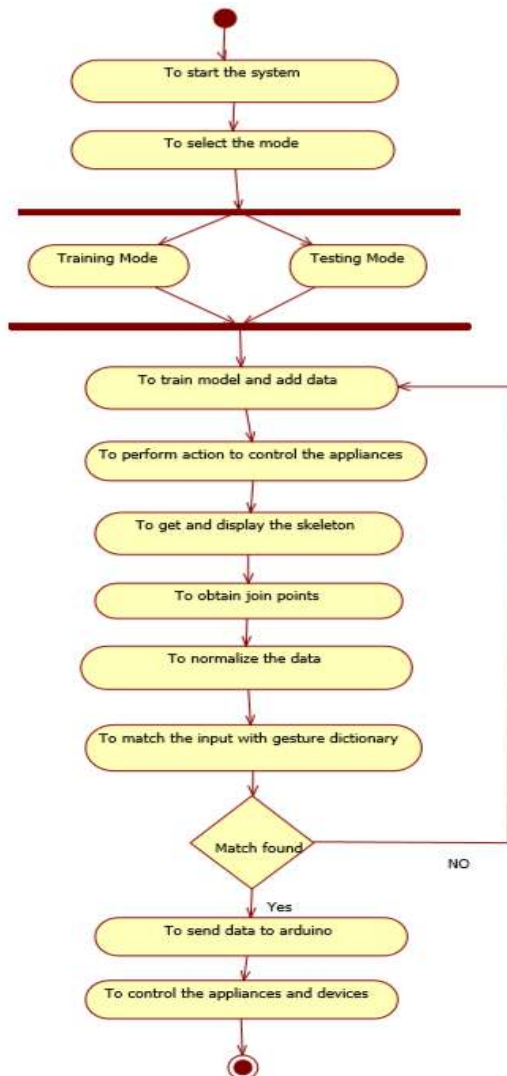 To start the system
To select the mode
Training Mode
Testing Mode
To train model and add data
To perform action to control the appliances
To get and display the skeleton
To obtain join points
To normalize the data
To match the input with gesture dictionary
Match found
NO
Yes
To send data to arduino
To control the appliances and devices